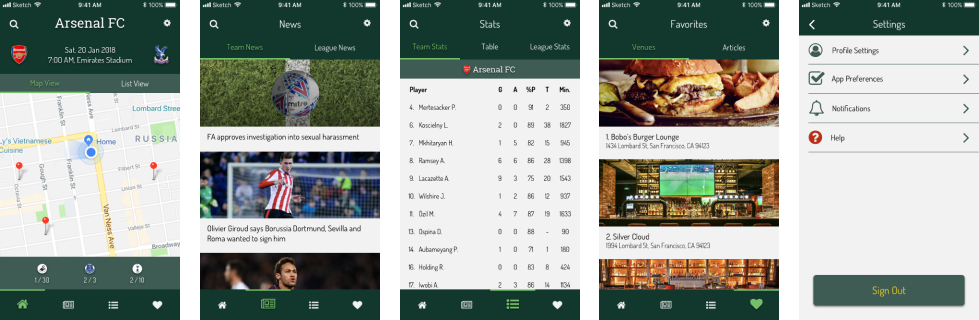 Sketch 9:41 AM 100%
Arsenal FC
Sat. 20 Jan 2018
7:00 AM, Emirates Stadium
Map View List View
Lombard Stree
Lombard St
y's Vietnamese
Cuisine
Home
RUSSIA
Franklin St
Gough St
Franklin St
Van Ness Ave
Filbert St
Union St
Broadway
1 / 30 2 / 3 2 / 10
Sketch 9:41 AM 100%
News
Team News League News
mitre
FA approves investigation into sexual harassment
Olivier Giroud says Borussia Dortmund, Sevilla and
Roma wanted to sign him
Sketch 9:41 AM 100%
Stats
Team Stats Table League Stats
Arsenal FC
Player G A %P T Min.
4. Mertesacker P. 0 0 91 2 350
6. Koscielny L. 2 0 89 38 1827
7. Mkhitaryan H. 1 5 82 15 945
8. Ramsey A. 6 6 86 28 1398
9. Lacazette A. 9 3 75 20 1543
10. Wilshire J. 1 2 86 12 937
11. Ozil M. 4 7 87 19 1633
13. Ospina D. 0 0 88 - 90
14. Aubameyang P. 1 0 71 1 180
16. Holding R. 0 0 83 8 424
17. Iwobi A. 2 3 86 14 1134
Sketch 9:41 AM 100%
Favorites
Venues Articles
1. Bobo's Burger Lounge
1434 Lombard St, San Francisco, CA 94123
2. Silver Cloud
1994 Lombard St, San Francisco, CA 94123
Sketch 9:41 AM 100%
Settings
Profile Settings
App Preferences
Notifications
Help
Sign Out